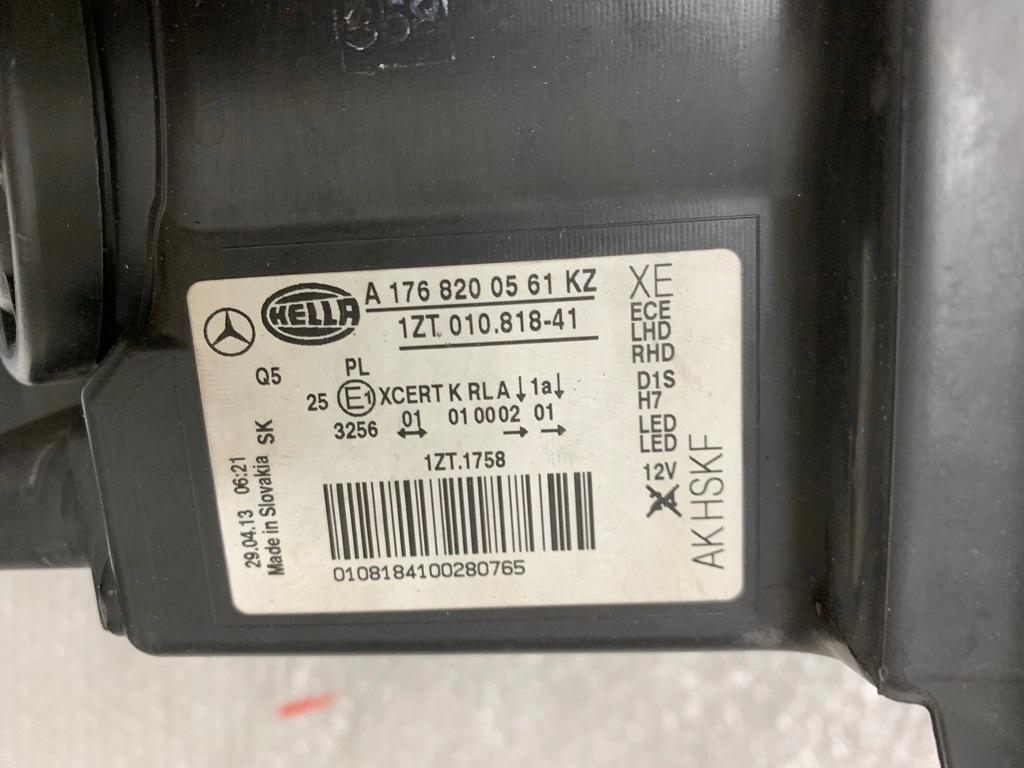 HELLA
A 176 820 05 61 KZ
1ZT 010.818-41
Q5
PL
25 E1 XCERT K RL A ↓ 1a ↓
3256 01 01 0002 01
↔ → →
1ZT.1758
0108184100280765
29.04.13 06:21
Made in Slovakia SK
XE
ECE
LHD
RHD
D1S
H7
LED
LED
12V
AKHSKF